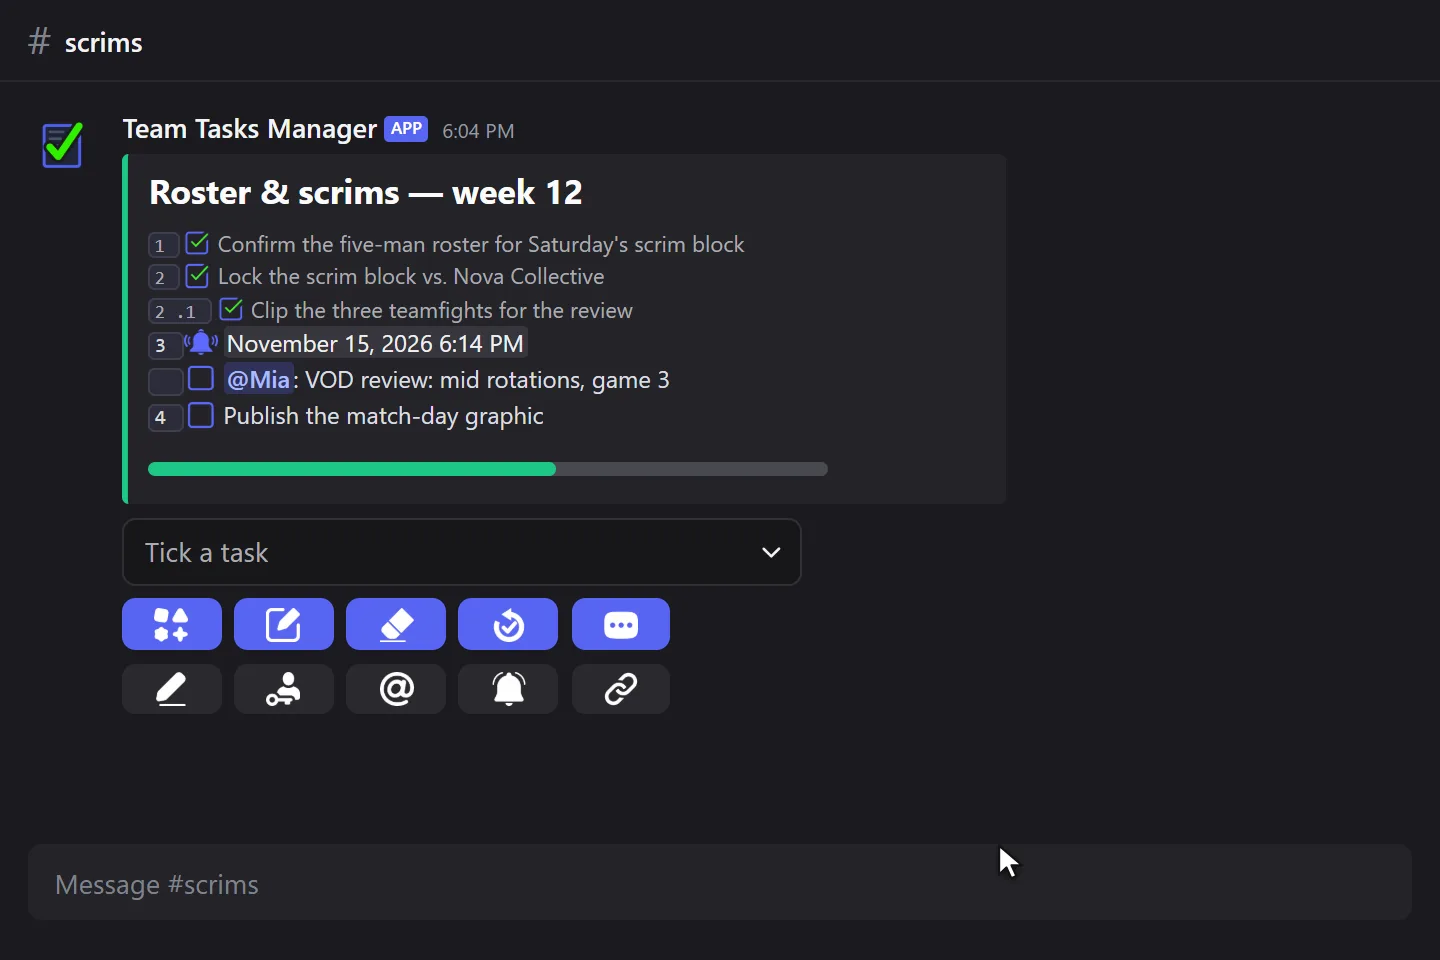 # scrims
Team Tasks Manager APP 6:04 PM
Roster & scrims — week 12
1 Confirm the five-man roster for Saturday's scrim block
2 Lock the scrim block vs. Nova Collective
2 .1 Clip the three teamfights for the review
3 November 15, 2026 6:14 PM
@Mia: VOD review: mid rotations, game 3
4 Publish the match-day graphic
Tick a task
Message #scrims